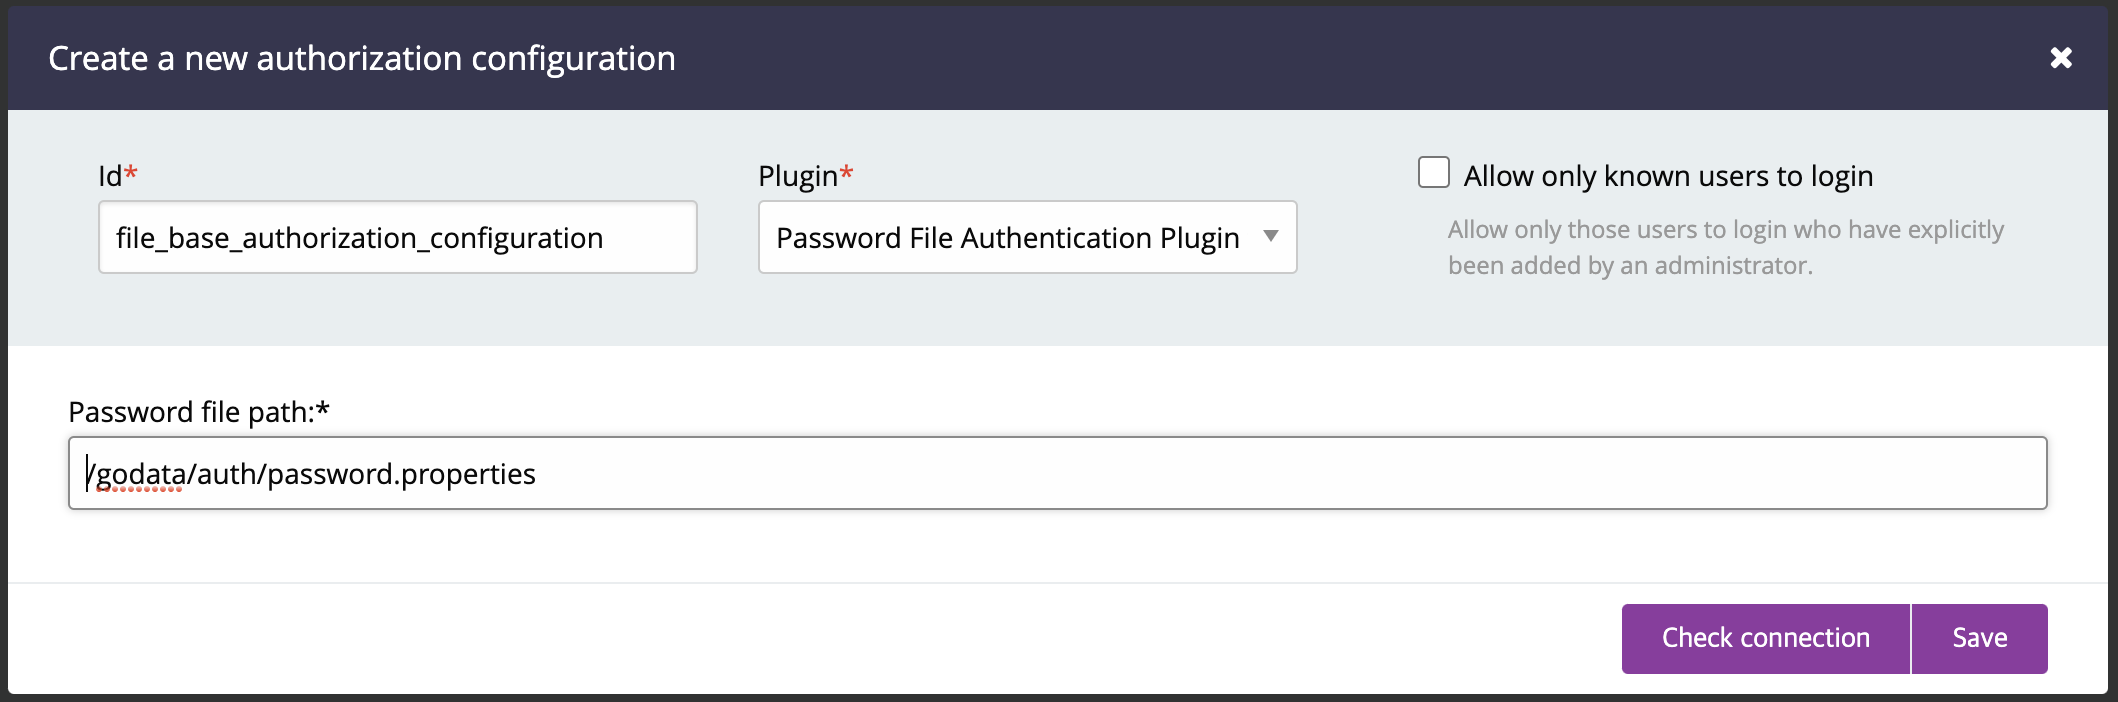 Create a new authorization configuration
Id*
Plugin*
Allow only known users to login
file_base_authorization_configuration
Password File Authentication Plugin
Allow only those users to login who have explicitly
been added by an administrator.
Password file path:*
/godata/auth/password.properties
Check connection
Save